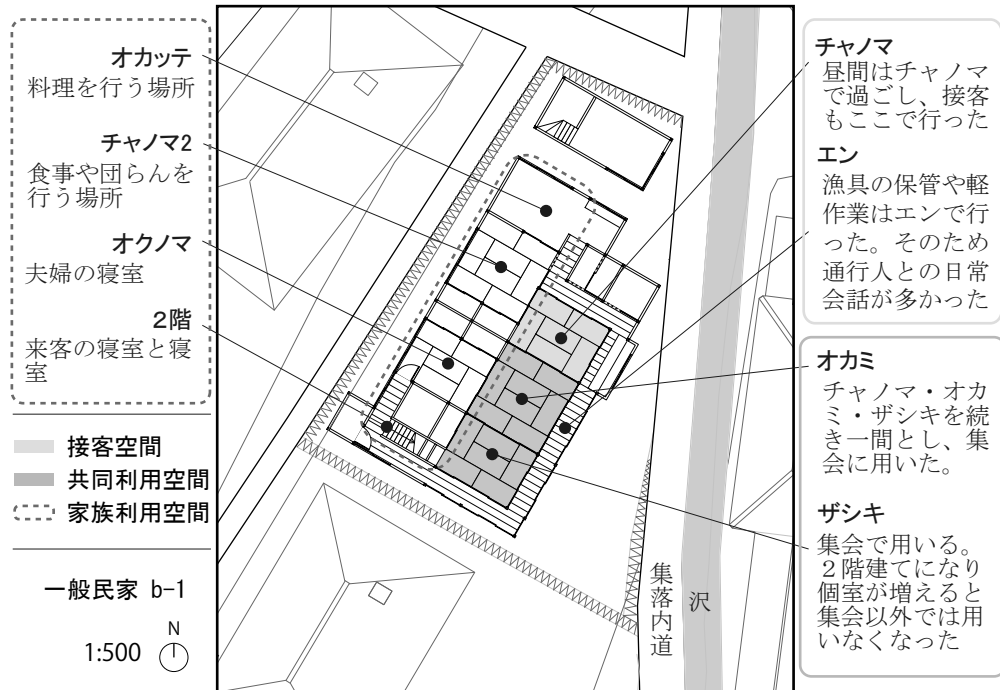 オカッテ
料理を行う場所
チャノマ2
食事や団らんを
行う場所
オクノマ
夫婦の寝室
2階
来客の寝室と寝
室
接客空間
共同利用空間
家族利用空間
一般民家 b-1
1:500
N
集落内道
沢
チャノマ
昼間はチャノマ
で過ごし、接客
もここで行った
エン
漁具の保管や軽
作業はエンで行
った。そのため
通行人との日常
会話が多かった
オカミ
チャノマ・オカ
ミ・ザシキを続
き一間とし、集
会に用いた。
ザシキ
集会で用いる。
２階建てになり
個室が増えると
集会以外では用
いなくなった